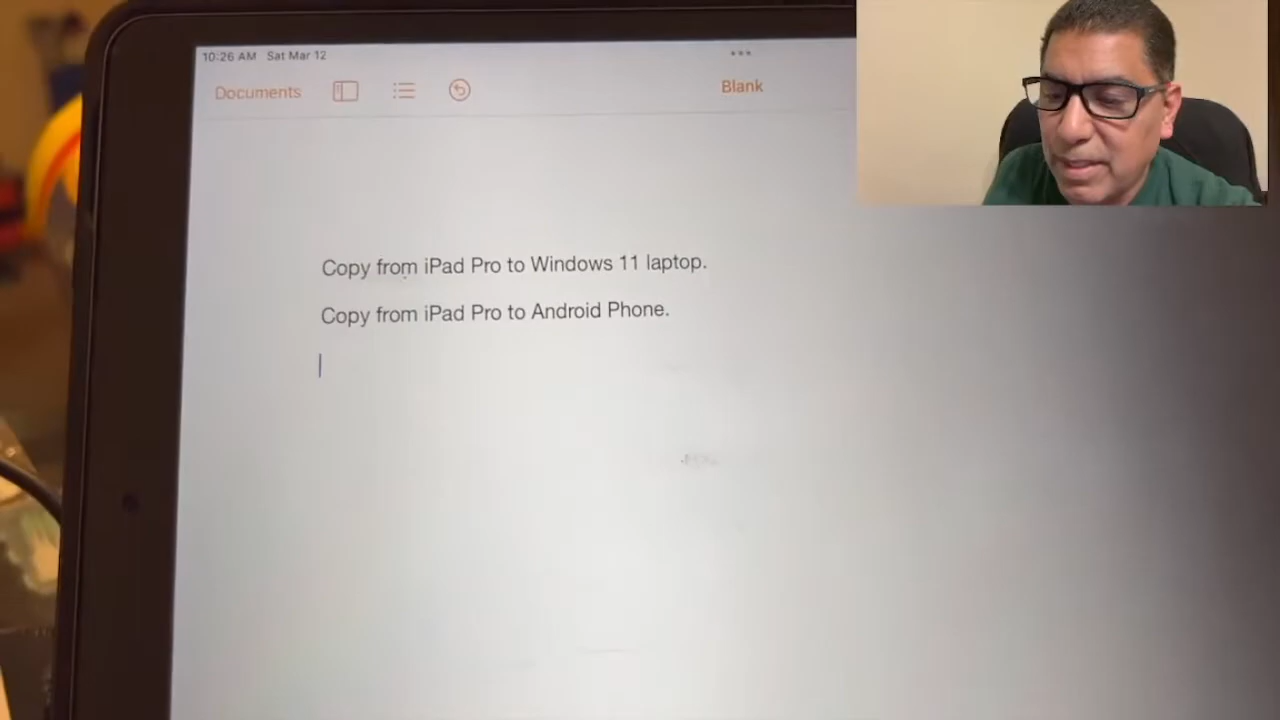 10:26 AM Sat Mar 12
Documents
Blank
Copy from iPad Pro to Windows 11 laptop.
Copy from iPad Pro to Android Phone.